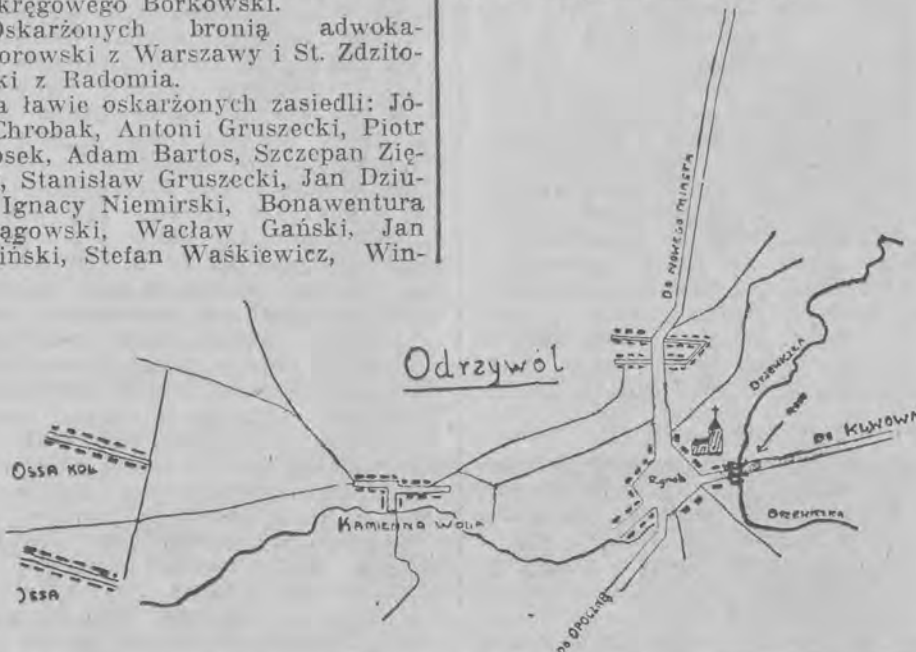 kręgowego Borkowski.
Oskarżonych bronią adwoka-
orowski z Warszawy i St. Zdzito-
ki z Radomia.
a ławie oskarżonych zasiedli: Jó-
Chrobak, Antoni Gruszecki, Piotr
osek, Adam Bartos, Szczepan Zię-
, Stanisław Gruszecki, Jan Dziu-
Ignacy Niemirski, Bonawentura
ągowski, Wacław Gański, Jan
iński, Stefan Waśkiewicz, Win-
DO NOWEGO MIASTA
Odrzywół
DRZEWICZKA
DO KLWOWA
OSSA KOL
Rynek
KAMIENNA WOLA
DRZEWICZKA
OSSA
DO OPOCZNA